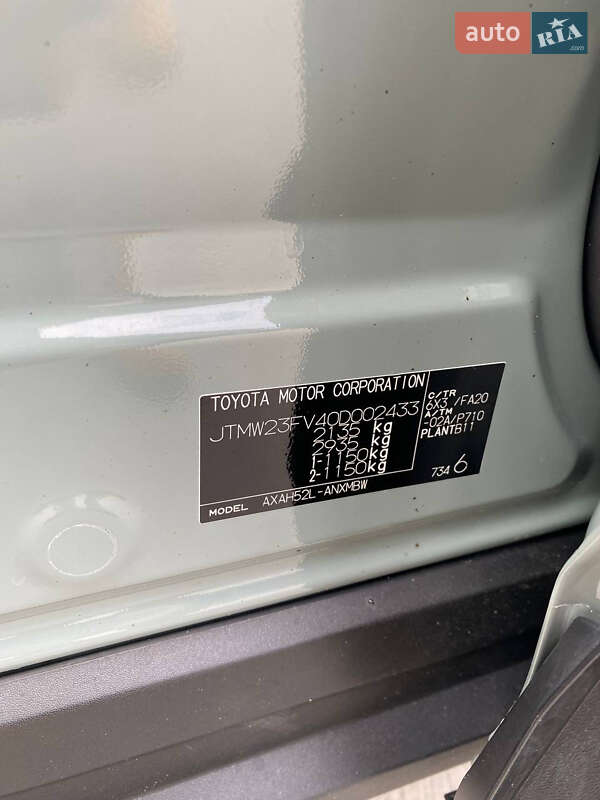 auto RIA
.com
TOYOTA MOTOR CORPORATION
JTMW23FV40D002433
2135 kg
2935 kg
1-1150kg
2-1150kg
MODEL AXAH52L-ANXMBW
C/TR
6X3 /FA20
A/TM
-02A/P710
PLANTB11
734 6